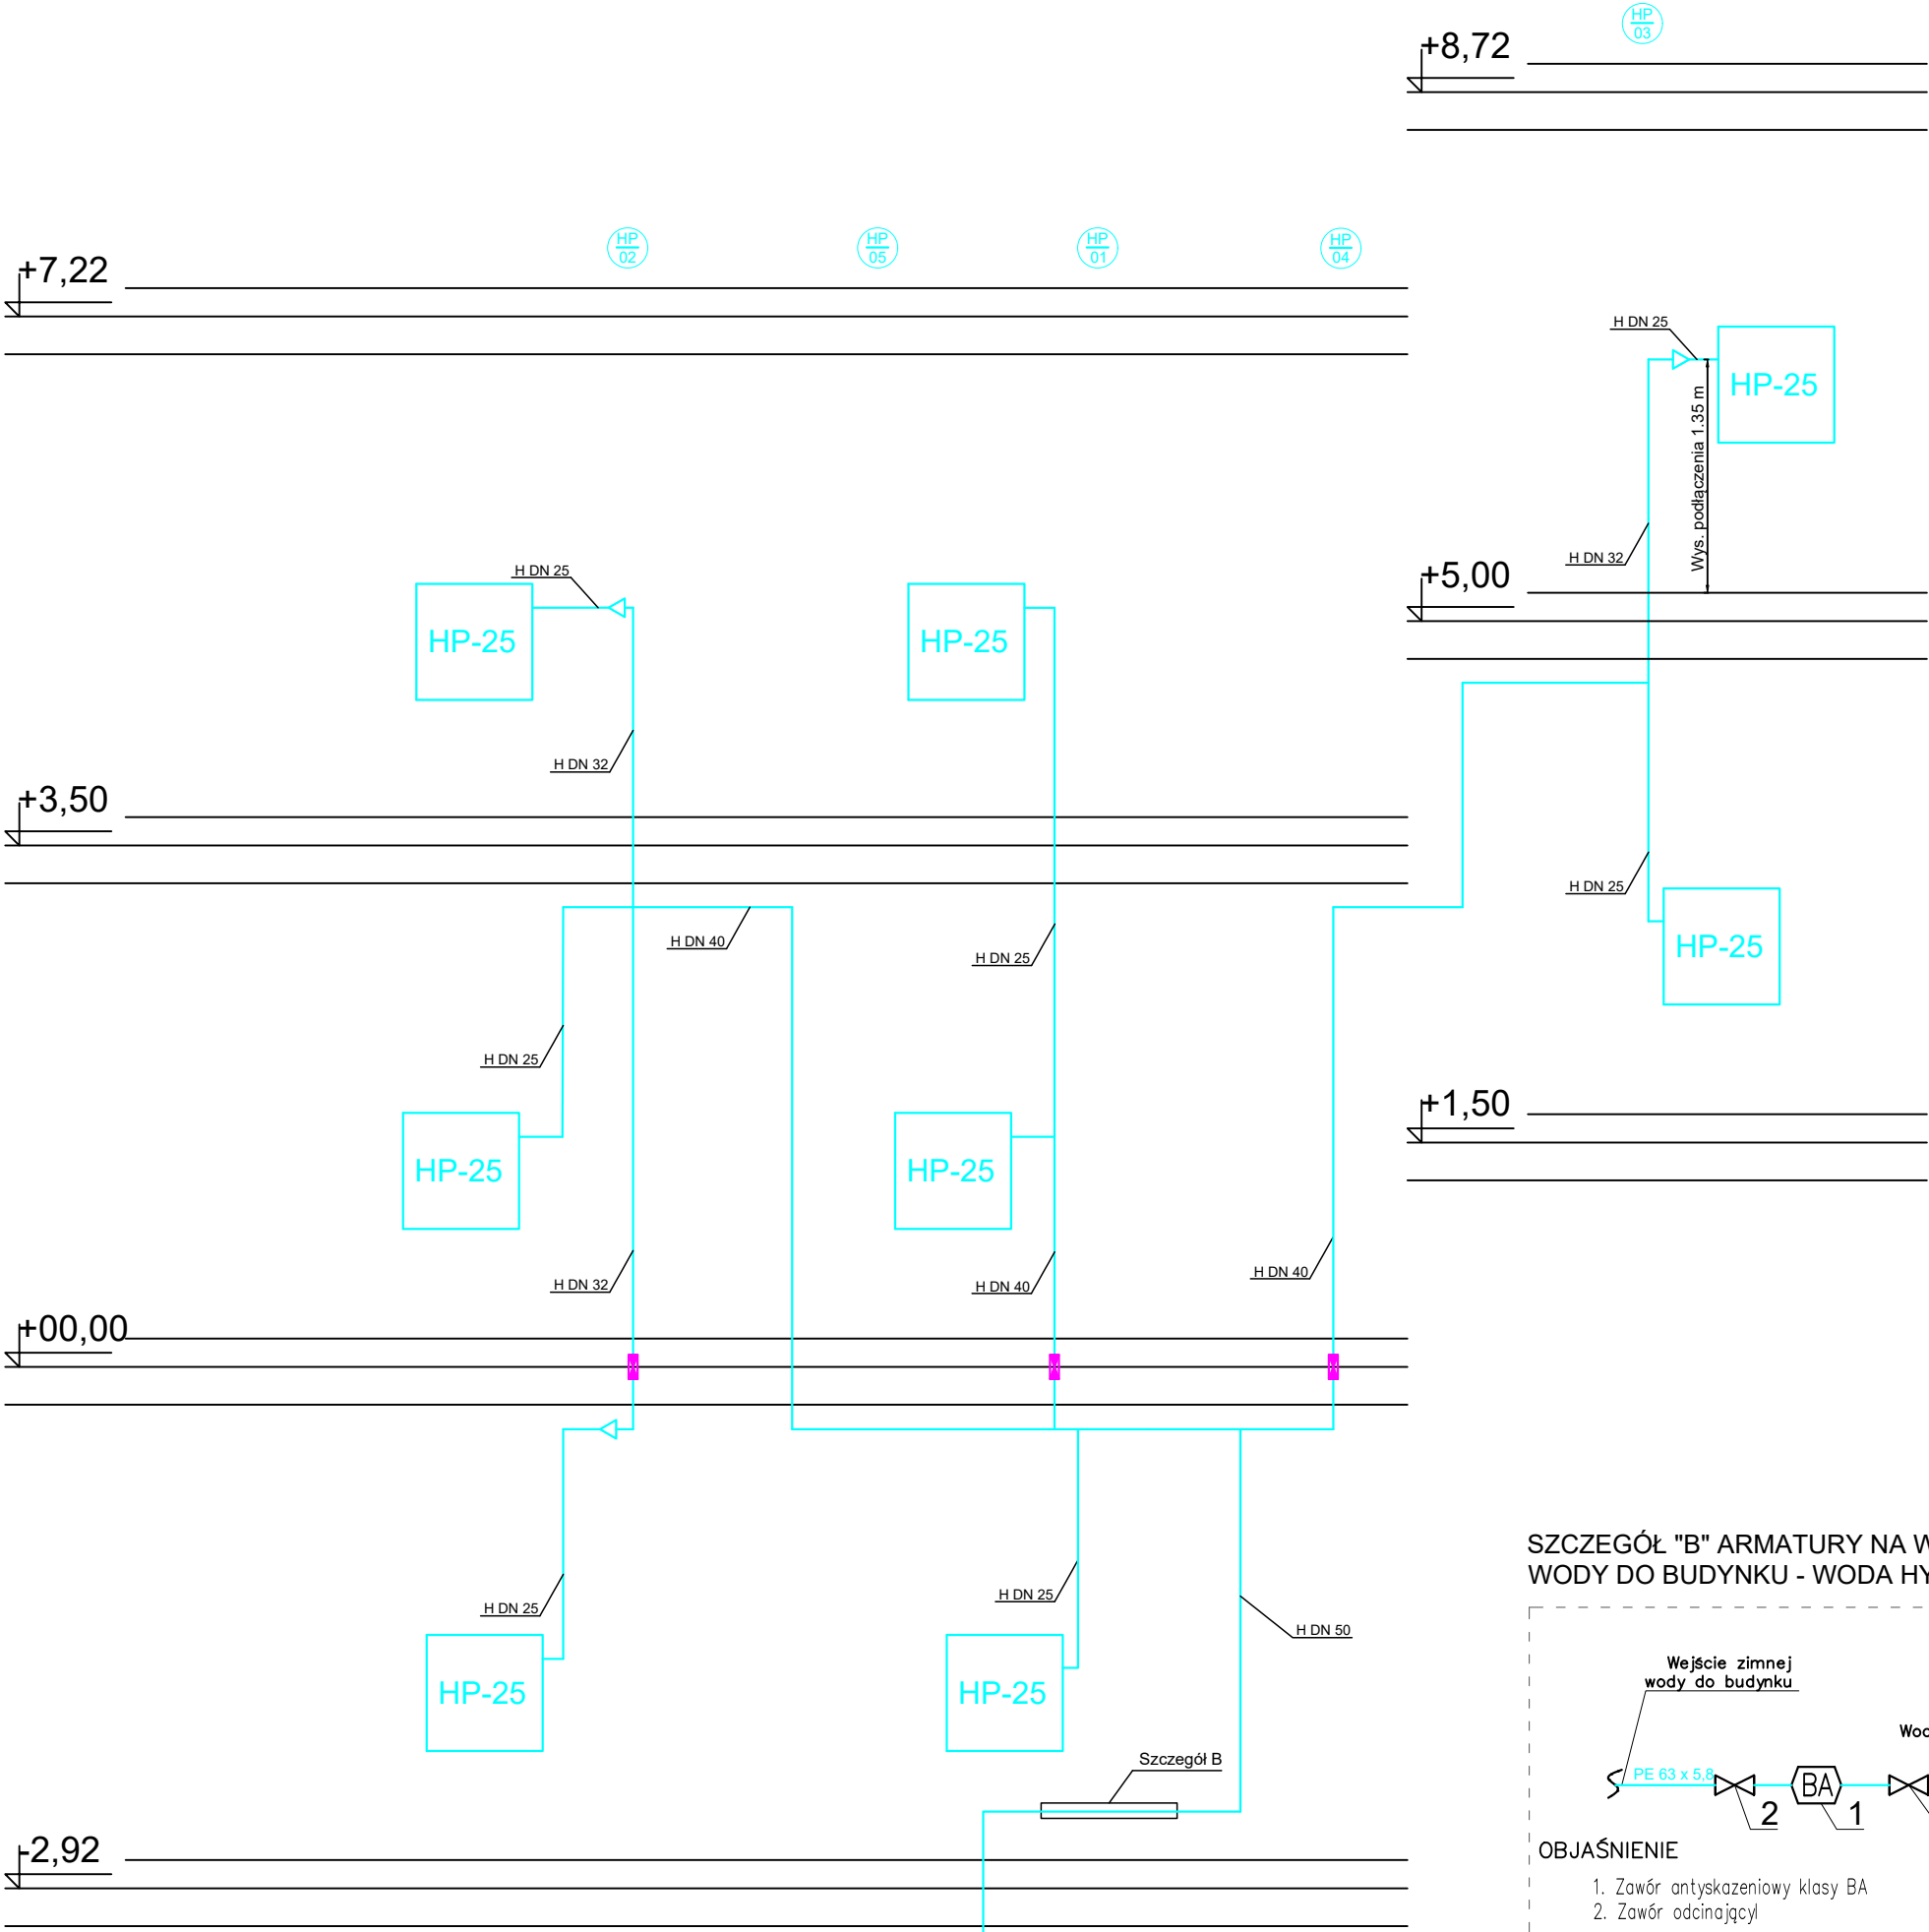 HP
03
+8,72
HP
02
HP
05
HP
01
HP
04
+7,22
H DN 25
HP-25
Wys. podłączenia 1.35 m
H DN 32
+5,00
H DN 25
HP-25
HP-25
H DN 32
+3,50
H DN 25
H DN 40
H DN 25
HP-25
H DN 25
+1,50
HP-25
HP-25
H DN 32
H DN 40
H DN 40
+00,00
SZCZEGÓŁ "B" ARMATURY NA
WODY DO BUDYNKU - WODA
H DN 25
H DN 25
H DN 50
HP-25
HP-25
Wejście zimnej
wody do budynku
Szczegół B
PE 63 x 5,8
BA
2
1
-2,92
OBJAŚNIENIE
1. Zawór antyskazeniowy klasy BA
2. Zawór odcinającyl